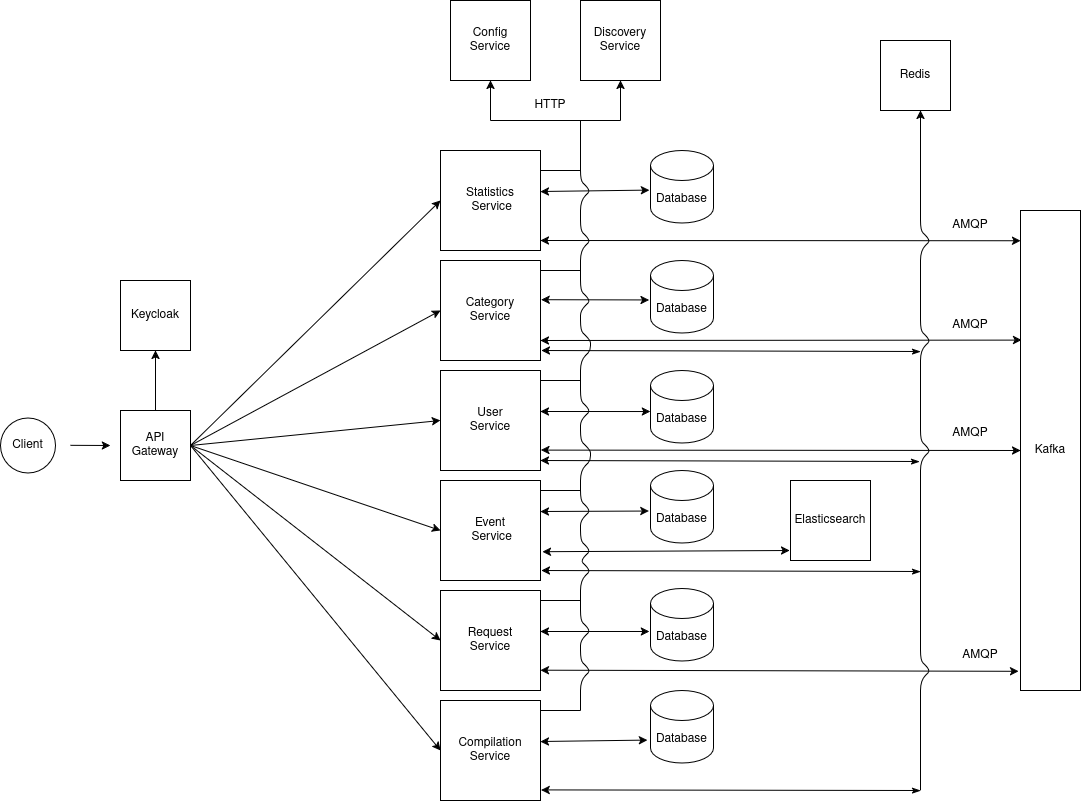 Config
Service
Discovery
Service
Redis
HTTP
Statistics
Service
Database
AMQP
Keycloak
Category
Service
Database
AMQP
Client
API
Gateway
User
Service
Database
AMQP
Kafka
Event
Service
Database
Elasticsearch
Request
Service
Database
AMQP
Compilation
Service
Database